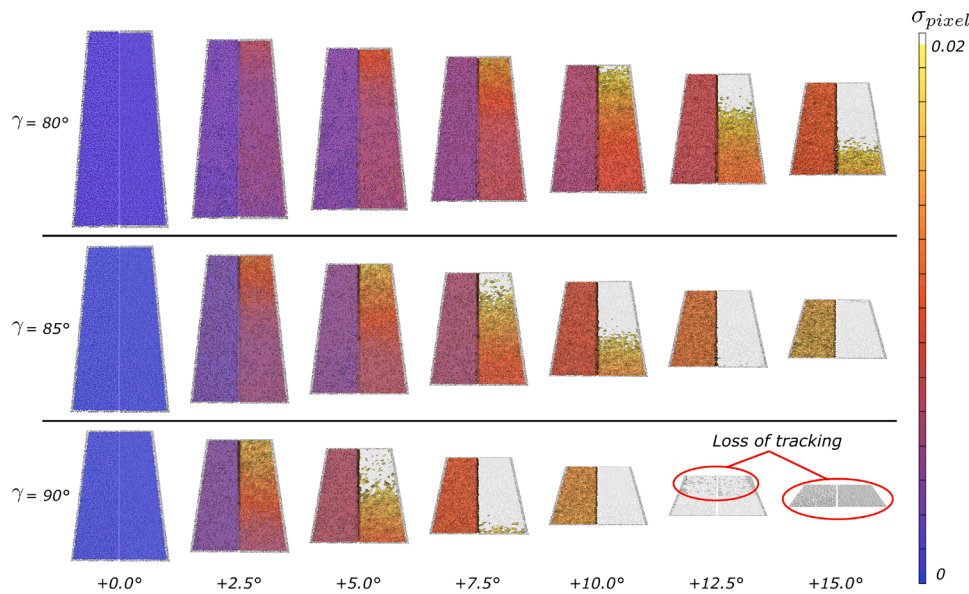 σpixel
0.02
γ = 80°
γ = 85°
Loss of tracking
γ = 90°
0
+0.0° +2.5° +5.0° +7.5° +10.0° +12.5° +15.0°